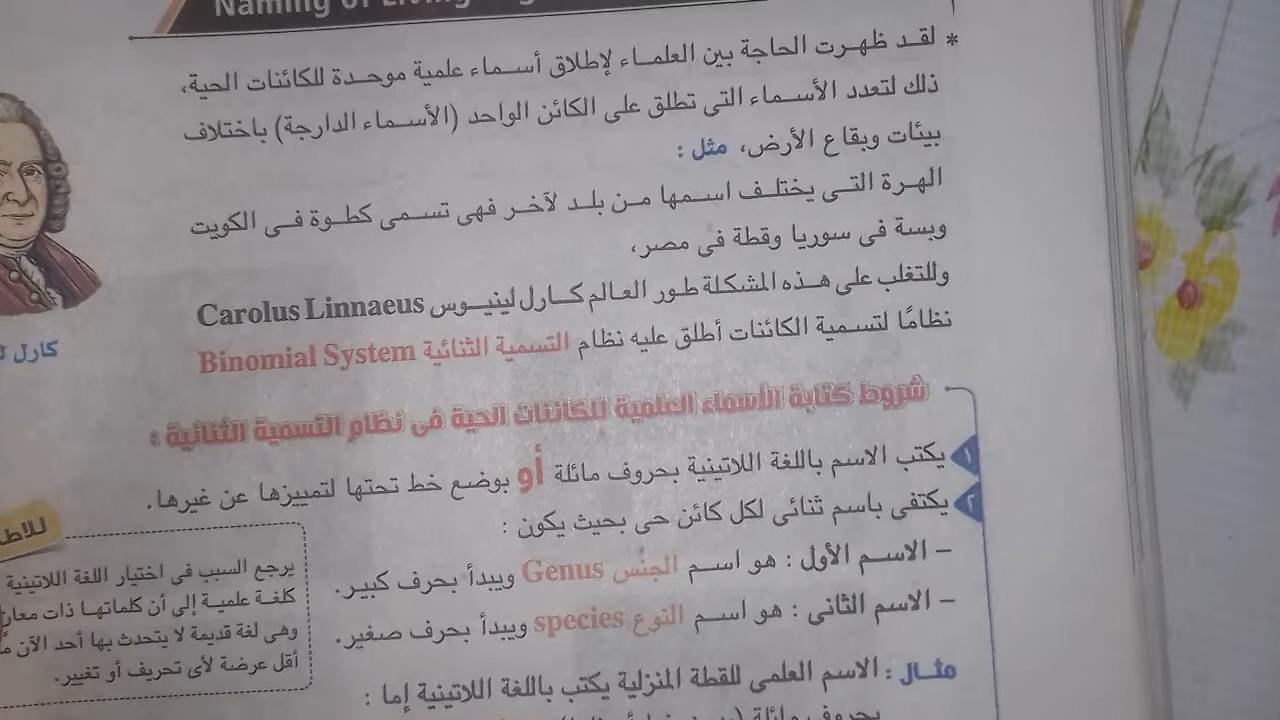 Naming of Living
* لقد ظهرت الحاجة بين العلماء لإطلاق أسماء علمية موحدة للكائنات الحية،
ذلك لتعدد الأسماء التى تطلق على الكائن الواحد (الأسماء الدارجة) باختلاف
بيئات وبقاع الأرض، مثل :
الهرة التى يختلف اسمها من بلد لآخر فهى تسمى كطوة فى الكويت
وبسة فى سوريا وقطة فى مصر،
وللتغلب على هذه المشكلة طور العالم كارل لينيوس Carolus Linnaeus
نظامًا لتسمية الكائنات أطلق عليه نظام التسمية الثنائية Binomial System
كارل
شروط كتابة الأسماء العلمية للكائنات الحية فى نظام التسمية الثنائية :
١ يكتب الاسم باللغة اللاتينية بحروف مائلة أو بوضع خط تحتها لتمييزها عن غيرها.
٢ يكتفى باسم ثنائى لكل كائن حى بحيث يكون :
– الاسم الأول : هو اسم الجنس Genus ويبدأ بحرف كبير.
– الاسم الثانى : هو اسم النوع species ويبدأ بحرف صغير.
مثال : الاسم العلمى للقطة المنزلية يكتب باللغة اللاتينية إما :
بحروف مائلة
يرجع السبب فى اختيار اللغة اللاتينية
كلغة علمية إلى أن كلماتها ذات
وهى لغة قديمة لا يتحدث بها أحد الآن
أقل عرضة لأى تحريف أو تغيير.